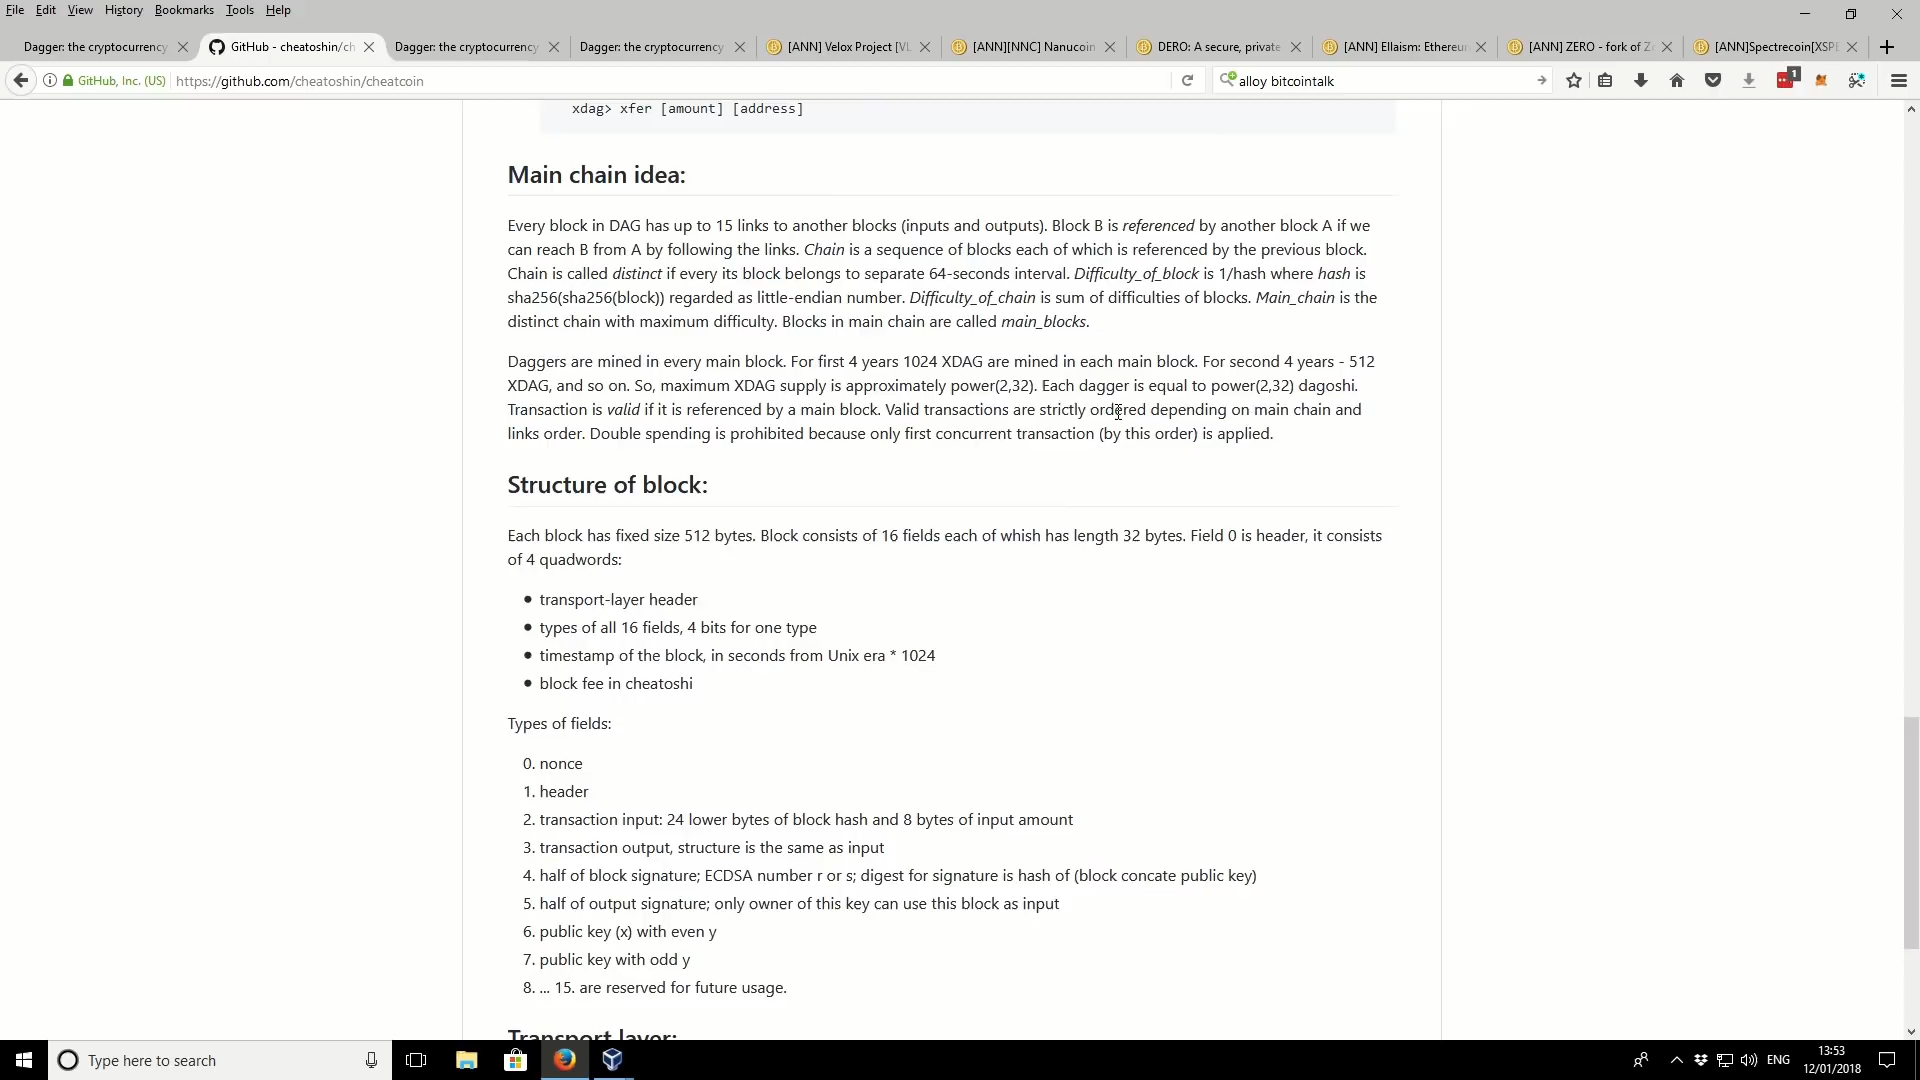 File Edit View History Bookmarks Tools Help
Dagger: the cryptocurrency
GitHub - cheatoshin/ch
Dagger: the cryptocurrency
Dagger: the cryptocurrency
[ANN] Velox Project [VL
[ANN][NNC] Nanucoin
DERO: A secure, private
[ANN] Ellaism: Ethereu
[ANN] ZERO - fork of Z
[ANN]Spectrecoin[XSPE
GitHub, Inc. (US) https://github.com/cheatoshin/cheatcoin
alloy bitcointalk
1
xdag> xfer [amount] [address]
Main chain idea:
Every block in DAG has up to 15 links to another blocks (inputs and outputs). Block B is referenced by another block A if we
can reach B from A by following the links. Chain is a sequence of blocks each of which is referenced by the previous block.
Chain is called distinct if every its block belongs to separate 64-seconds interval. Difficulty_of_block is 1/hash where hash is
sha256(sha256(block)) regarded as little-endian number. Difficulty_of_chain is sum of difficulties of blocks. Main_chain is the
distinct chain with maximum difficulty. Blocks in main chain are called main_blocks.
Daggers are mined in every main block. For first 4 years 1024 XDAG are mined in each main block. For second 4 years - 512
XDAG, and so on. So, maximum XDAG supply is approximately power(2,32). Each dagger is equal to power(2,32) dagoshi.
Transaction is valid if it is referenced by a main block. Valid transactions are strictly ordered depending on main chain and
links order. Double spending is prohibited because only first concurrent transaction (by this order) is applied.
Structure of block:
Each block has fixed size 512 bytes. Block consists of 16 fields each of whish has length 32 bytes. Field 0 is header, it consists
of 4 quadwords:
• transport-layer header
• types of all 16 fields, 4 bits for one type
• timestamp of the block, in seconds from Unix era * 1024
• block fee in cheatoshi
Types of fields:
0. nonce
1. header
2. transaction input: 24 lower bytes of block hash and 8 bytes of input amount
3. transaction output, structure is the same as input
4. half of block signature; ECDSA number r or s; digest for signature is hash of (block concate public key)
5. half of output signature; only owner of this key can use this block as input
6. public key (x) with even y
7. public key with odd y
8. ... 15. are reserved for future usage.
Transport layer:
Type here to search
ENG
13:53
12/01/2018